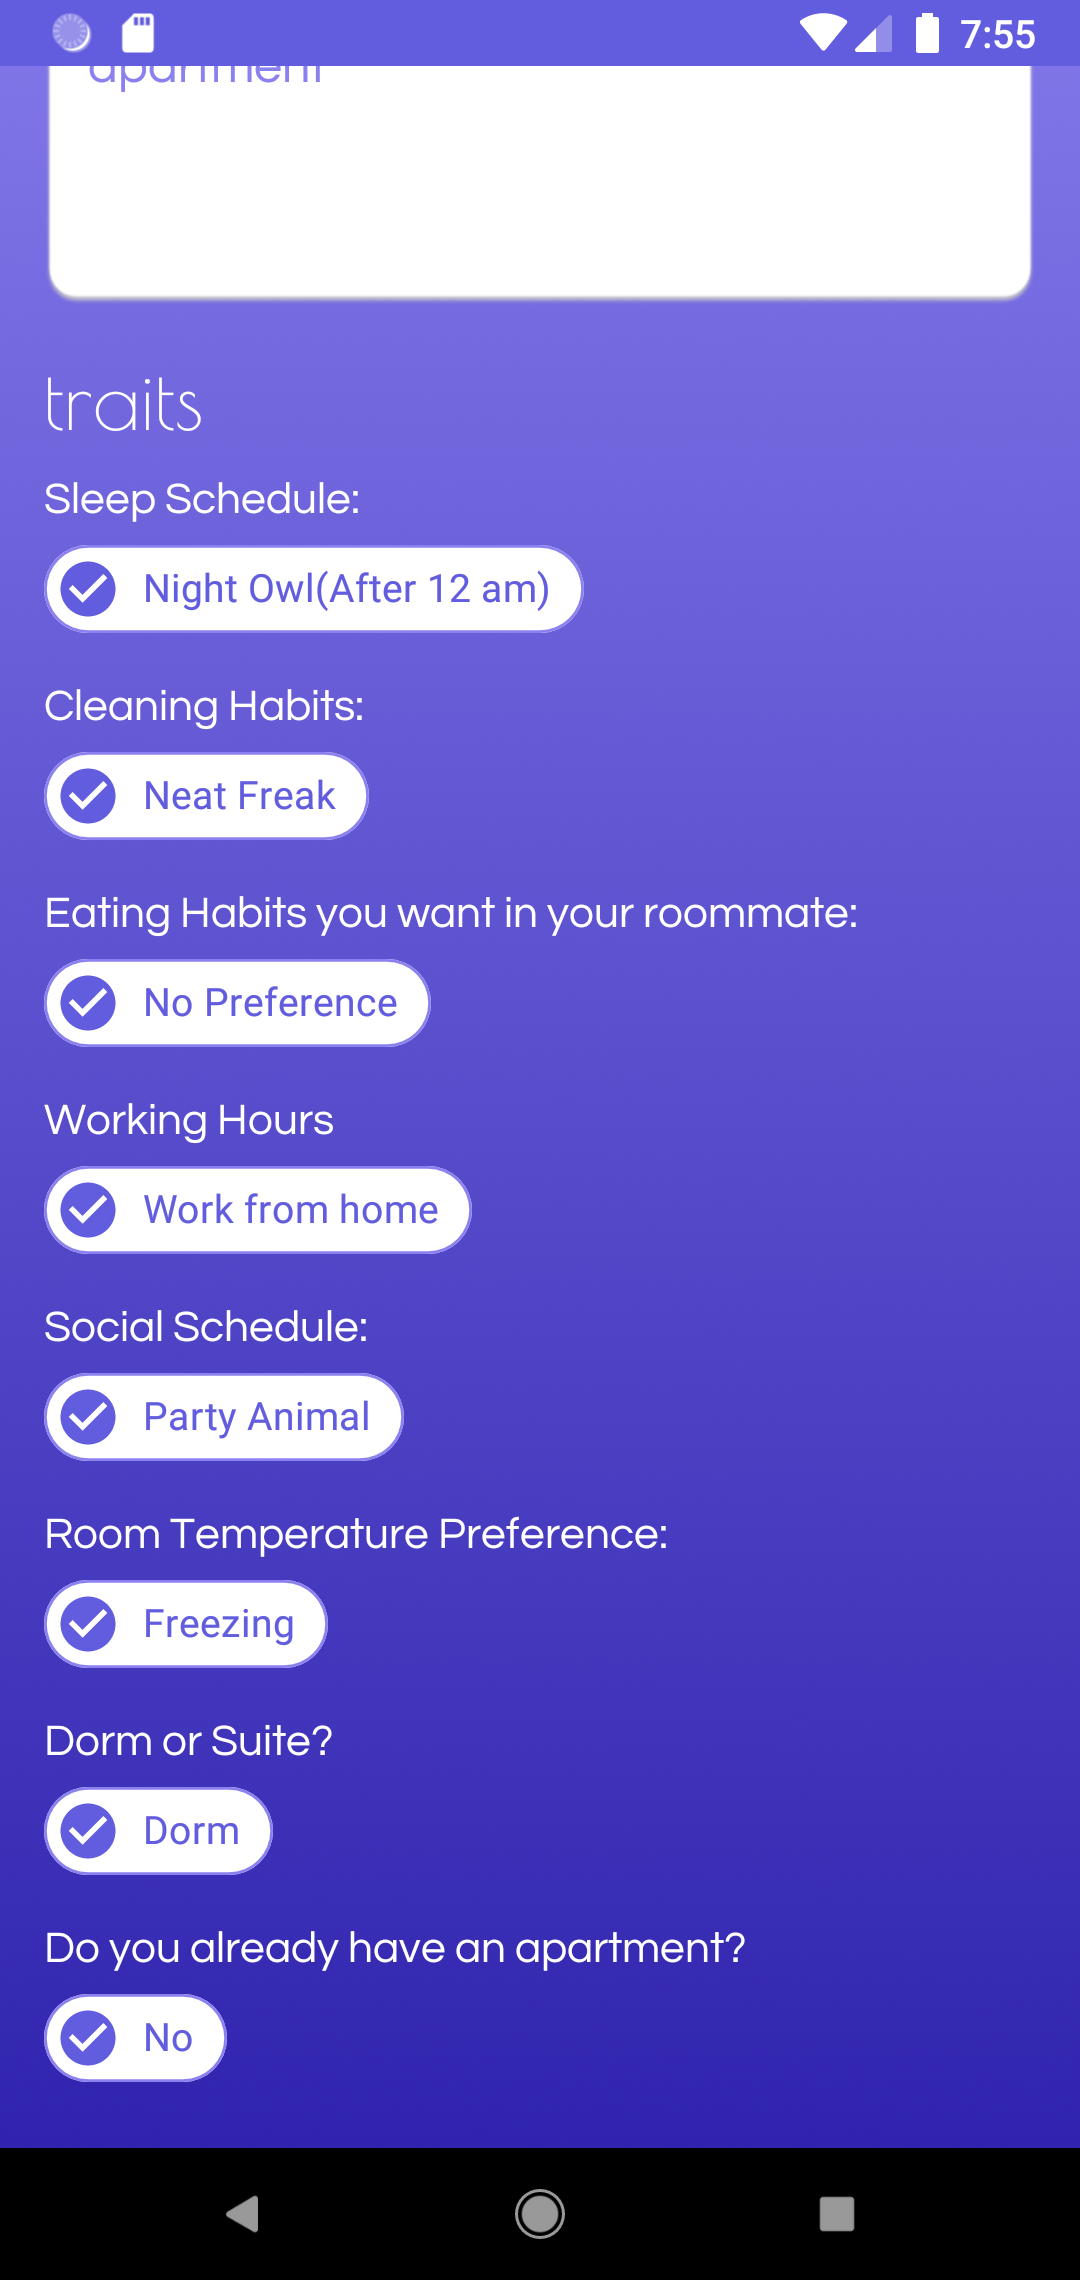 7:55
apartment
traits
Sleep Schedule:
Night Owl(After 12 am)
Cleaning Habits:
Neat Freak
Eating Habits you want in your roommate:
No Preference
Working Hours
Work from home
Social Schedule:
Party Animal
Room Temperature Preference:
Freezing
Dorm or Suite?
Dorm
Do you already have an apartment?
No